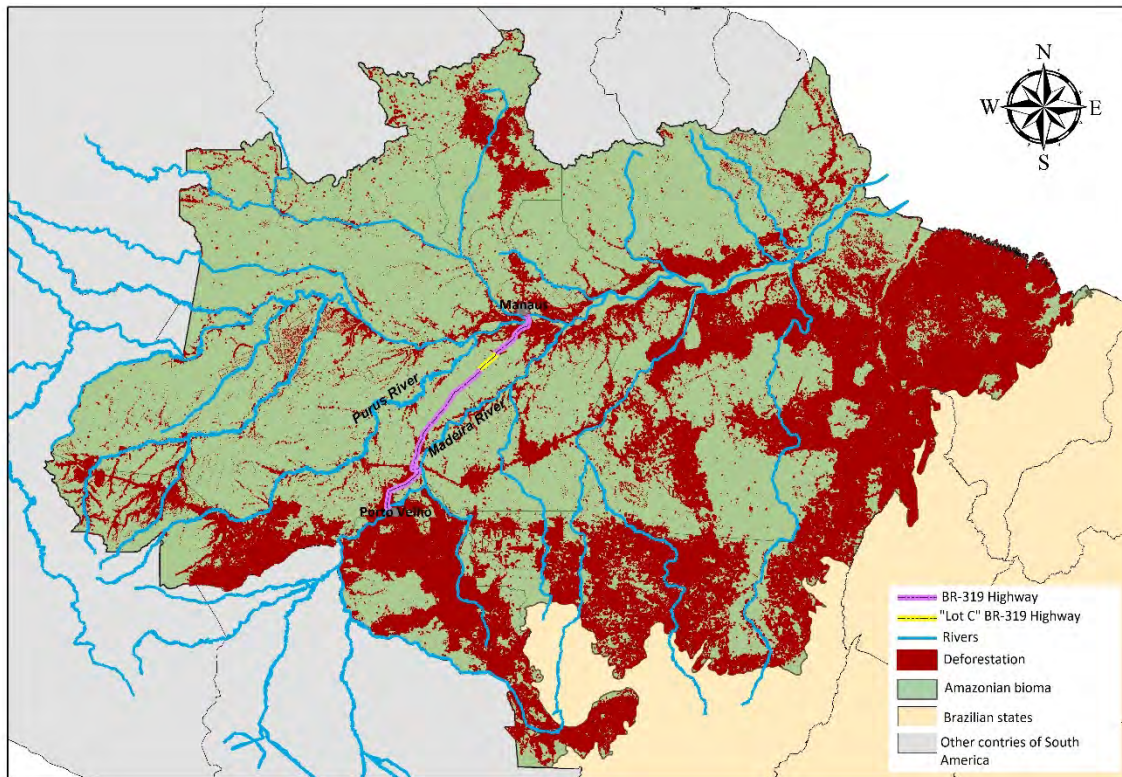 N
W E
S
Manaus
Purus River
Madeira River
Porto Velho
BR-319 Highway
"Lot C" BR-319 Highway
Rivers
Deforestation
Amazonian bioma
Brazilian states
Other contries of South
America